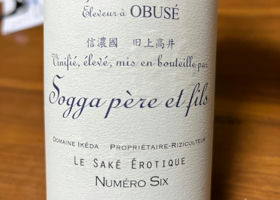 Éleveur à OBUSÉ
信濃國 旧上高井
Vinifié, élevé, mis en bouteille par
Sogga père et fils
DOMAINE IKÉDA PROPRIÉTAIRE-RIZICULTEUR
LE SAKÉ ÉROTIQUE
NUMÉRO SIX